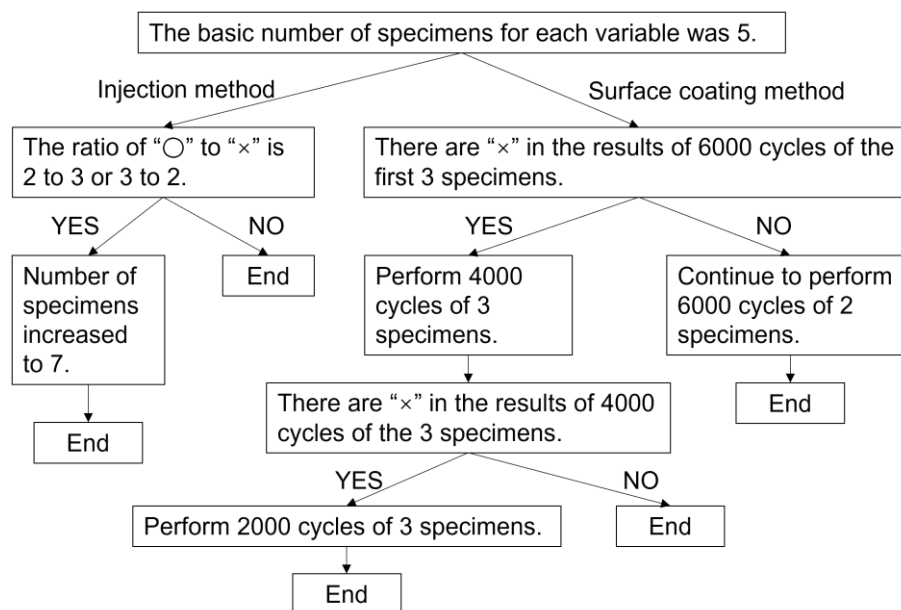 The basic number of specimens for each variable was 5.
Injection method
Surface coating method
The ratio of “〇” to “×” is
2 to 3 or 3 to 2.
There are “×” in the results of 6000 cycles of the
first 3 specimens.
YES
NO
YES
NO
Number of
specimens
increased
to 7.
End
Perform 4000
cycles of 3
specimens.
Continue to perform
6000 cycles of 2
specimens.
End
There are “×” in the results of 4000
cycles of the 3 specimens.
End
YES
NO
Perform 2000 cycles of 3 specimens.
End
End